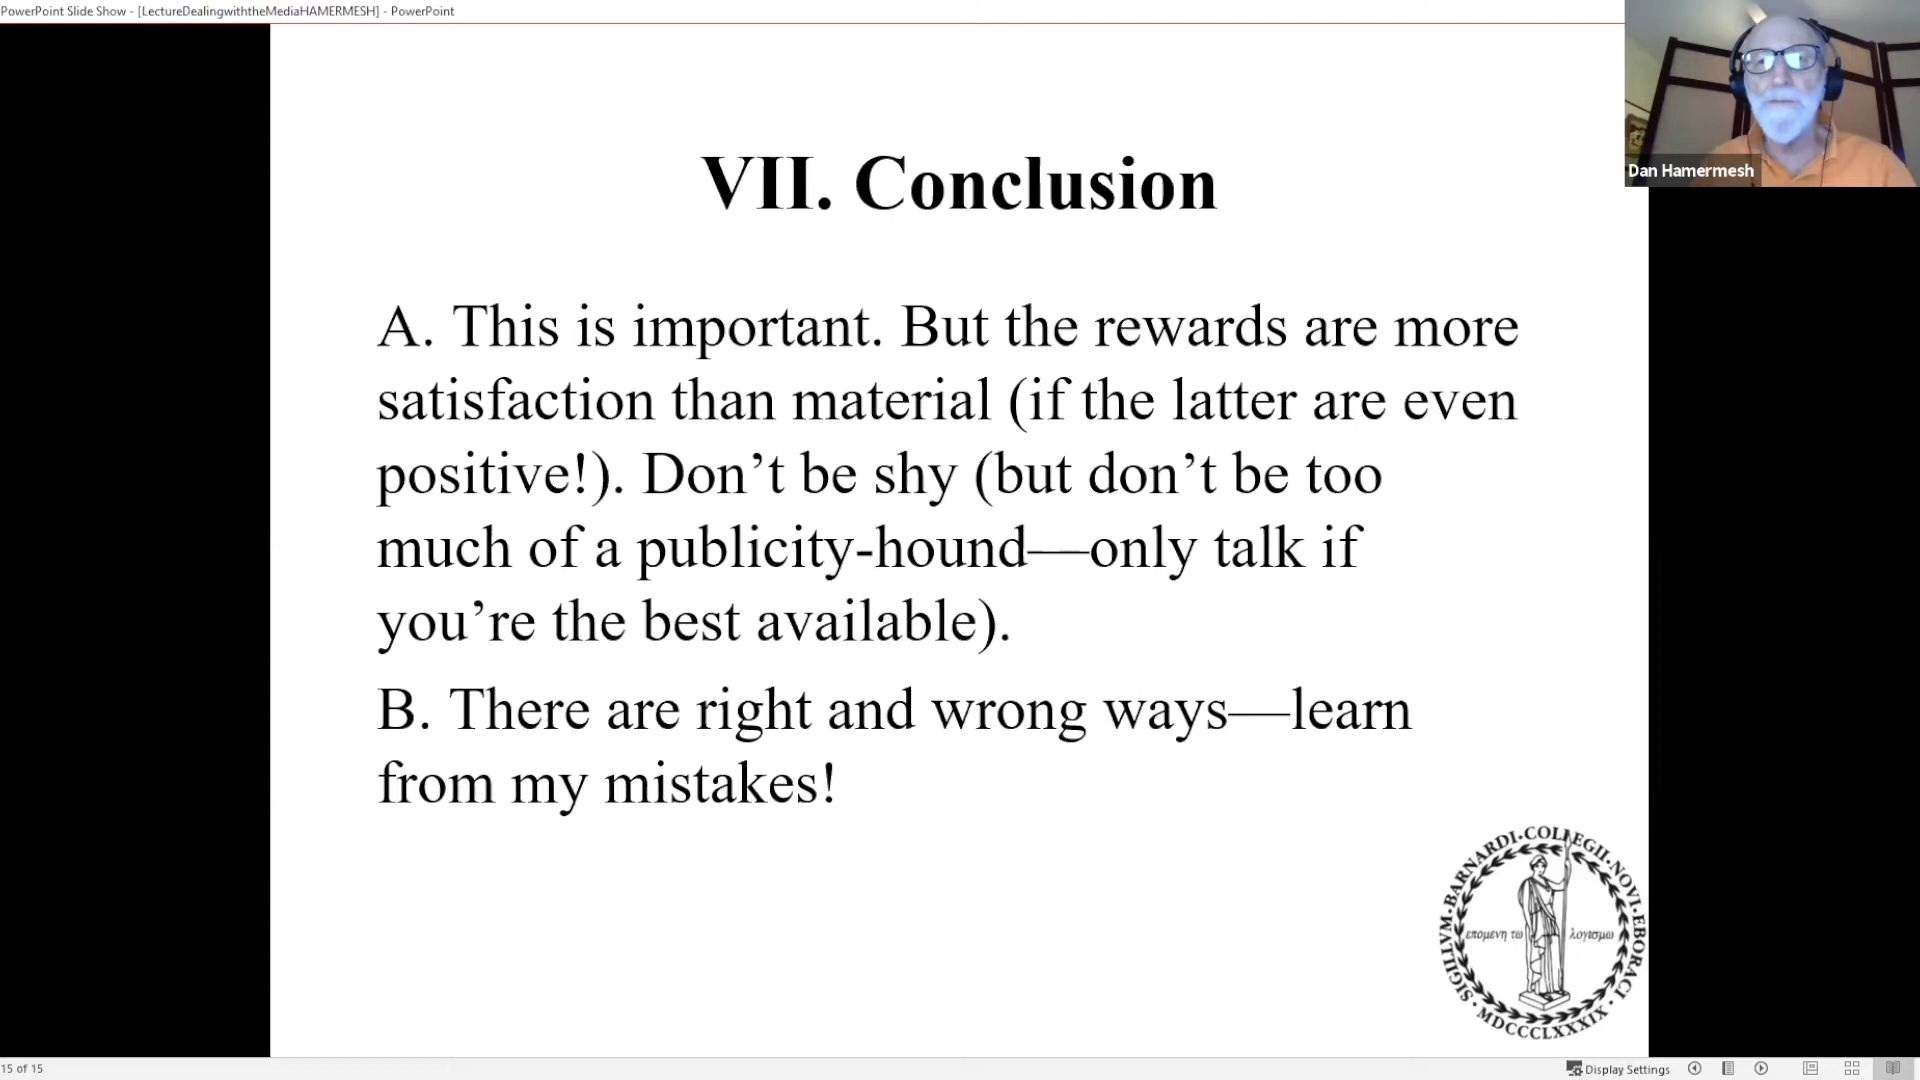 PowerPoint Slide Show - [LectureDealingwiththeMediaHAMERMESH] - PowerPoint
Dan Hamermesh
VII. Conclusion
A. This is important. But the rewards are more
satisfaction than material (if the latter are even
positive!). Don’t be shy (but don’t be too
much of a publicity-hound—only talk if
you’re the best available).
B. There are right and wrong ways—learn
from my mistakes!
SIGILLVM·BARNARDI·COLLEGII·NOVI·EBORACI·
επομενη τω λογισμω
MDCCCLXXXIX
15 of 15
Display Settings